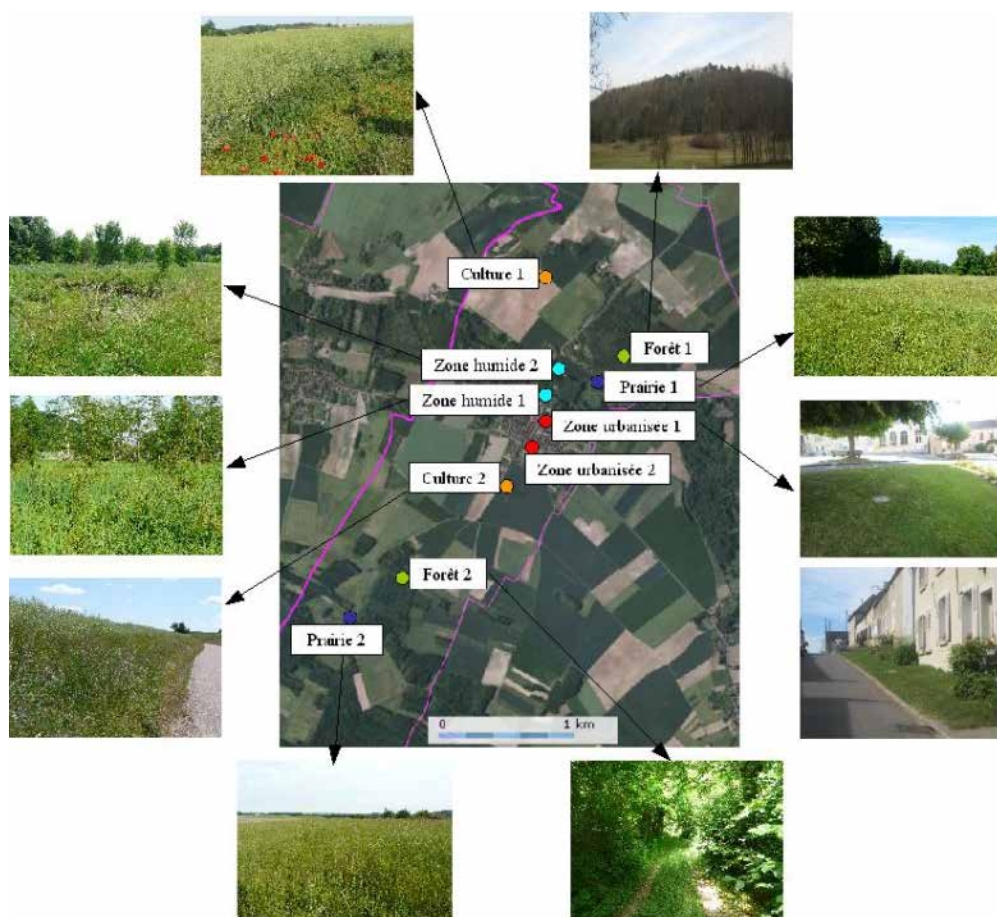 Culture 1
Forêt 1
Zone humide 2
Prairie 1
Zone humide 1
Zone urbanisée 1
Zone urbanisée 2
Culture 2
Forêt 2
Prairie 2
0 1 km